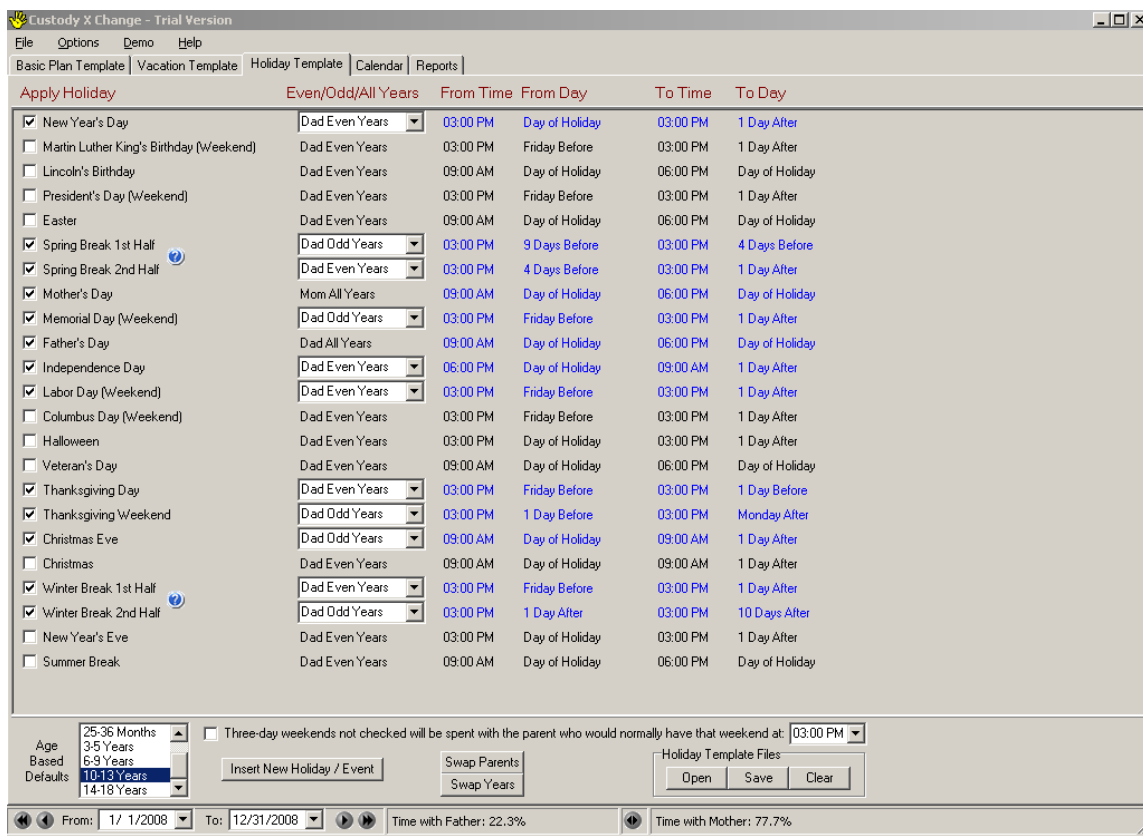 Custody X Change - Trial Version
File Options Demo Help
Basic Plan Template Vacation Template Holiday Template Calendar Reports
Apply Holiday Even/Odd/All Years From Time From Day To Time To Day
New Year's Day Dad Even Years 03:00 PM Day of Holiday 03:00 PM 1 Day After
Martin Luther King's Birthday (Weekend) Dad Even Years 03:00 PM Friday Before 03:00 PM 1 Day After
Lincoln's Birthday Dad Even Years 09:00 AM Day of Holiday 06:00 PM Day of Holiday
President's Day (Weekend) Dad Even Years 03:00 PM Friday Before 03:00 PM 1 Day After
Easter Dad Even Years 09:00 AM Day of Holiday 06:00 PM Day of Holiday
Spring Break 1st Half Dad Odd Years 03:00 PM 9 Days Before 03:00 PM 4 Days Before
Spring Break 2nd Half Dad Even Years 03:00 PM 4 Days Before 03:00 PM 1 Day After
Mother's Day Mom All Years 09:00 AM Day of Holiday 06:00 PM Day of Holiday
Memorial Day (Weekend) Dad Odd Years 03:00 PM Friday Before 03:00 PM 1 Day After
Father's Day Dad All Years 09:00 AM Day of Holiday 06:00 PM Day of Holiday
Independence Day Dad Even Years 06:00 PM Day of Holiday 09:00 AM 1 Day After
Labor Day (Weekend) Dad Even Years 03:00 PM Friday Before 03:00 PM 1 Day After
Columbus Day (Weekend) Dad Even Years 03:00 PM Friday Before 03:00 PM 1 Day After
Halloween Dad Even Years 03:00 PM Day of Holiday 03:00 PM 1 Day After
Veteran's Day Dad Even Years 09:00 AM Day of Holiday 06:00 PM Day of Holiday
Thanksgiving Day Dad Even Years 03:00 PM Friday Before 03:00 PM 1 Day Before
Thanksgiving Weekend Dad Odd Years 03:00 PM 1 Day Before 03:00 PM Monday After
Christmas Eve Dad Odd Years 09:00 AM Day of Holiday 09:00 AM 1 Day After
Christmas Dad Even Years 09:00 AM Day of Holiday 09:00 AM 1 Day After
Winter Break 1st Half Dad Even Years 03:00 PM Friday Before 03:00 PM 1 Day After
Winter Break 2nd Half Dad Odd Years 03:00 PM 1 Day After 03:00 PM 10 Days After
New Year's Eve Dad Even Years 03:00 PM Day of Holiday 03:00 PM 1 Day After
Summer Break Dad Even Years 09:00 AM Day of Holiday 06:00 PM Day of Holiday
Age Based Defaults
25-36 Months
3-5 Years
6-9 Years
10-13 Years
14-18 Years
Three-day weekends not checked will be spent with the parent who would normally have that weekend at: 03:00 PM
Insert New Holiday / Event
Swap Parents
Swap Years
Holiday Template Files
Open Save Clear
From: 1/ 1/2008 To: 12/31/2008 Time with Father: 22.3% Time with Mother: 77.7%